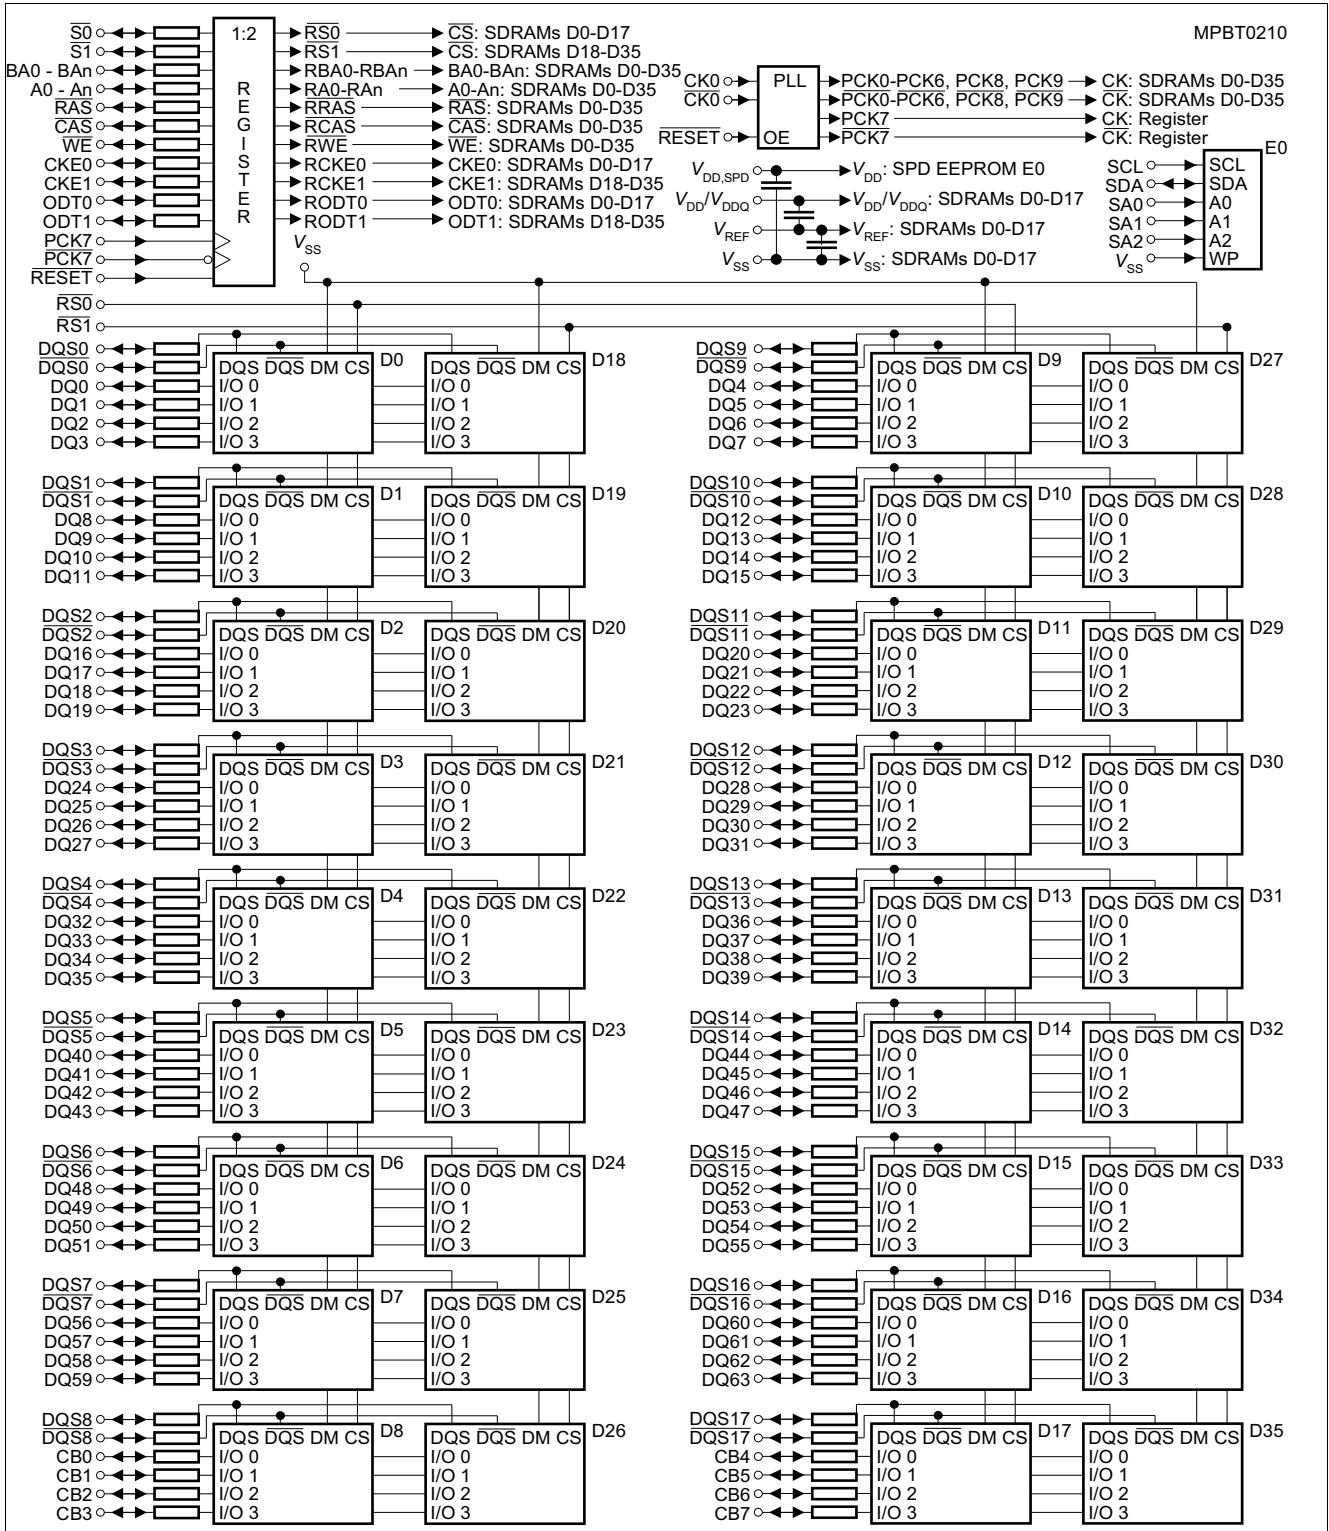 MPBT0210
S0 1:2 RS0 CS: SDRAMs D0-D17
S1 RS1 CS: SDRAMs D18-D35
BA0 - BAn RBA0-RBAn BA0-BAn: SDRAMs D0-D35
A0 - An RA0-RAn A0-An: SDRAMs D0-D35
RAS RRAS RAS: SDRAMs D0-D35
CAS RCAS CAS: SDRAMs D0-D35
WE RWE WE: SDRAMs D0-D35
CKE0 RCKE0 CKE0: SDRAMs D0-D17
CKE1 RCKE1 CKE1: SDRAMs D18-D35
ODT0 RODT0 ODT0: SDRAMs D0-D17
ODT1 RODT1 ODT1: SDRAMs D18-D35
REGISTER
PCK7
PCK7
RESET
VSS
CK0 PLL PCK0-PCK6, PCK8, PCK9 CK: SDRAMs D0-D35
CK0 PCK0-PCK6, PCK8, PCK9 CK: SDRAMs D0-D35
PCK7 CK: Register
RESET OE PCK7 CK: Register
VDD,SPD VDD: SPD EEPROM E0
VDD/VDDQ VDD/VDDQ: SDRAMs D0-D17
VREF VREF: SDRAMs D0-D17
VSS VSS: SDRAMs D0-D17
E0
SCL SCL
SDA SDA
SA0 A0
SA1 A1
SA2 A2
VSS WP
RS0
RS1
DQS0 D0 D18 DQS9 D9 D27
DQS0 DQS DQS DM CS DQS DQS DM CS DQS9 DQS DQS DM CS DQS DQS DM CS
DQ0 I/O 0 I/O 0 DQ4 I/O 0 I/O 0
DQ1 I/O 1 I/O 1 DQ5 I/O 1 I/O 1
DQ2 I/O 2 I/O 2 DQ6 I/O 2 I/O 2
DQ3 I/O 3 I/O 3 DQ7 I/O 3 I/O 3
DQS1 D1 D19 DQS10 D10 D28
DQS1 DQS DQS DM CS DQS DQS DM CS DQS10 DQS DQS DM CS DQS DQS DM CS
DQ8 I/O 0 I/O 0 DQ12 I/O 0 I/O 0
DQ9 I/O 1 I/O 1 DQ13 I/O 1 I/O 1
DQ10 I/O 2 I/O 2 DQ14 I/O 2 I/O 2
DQ11 I/O 3 I/O 3 DQ15 I/O 3 I/O 3
DQS2 D2 D20 DQS11 D11 D29
DQS2 DQS DQS DM CS DQS DQS DM CS DQS11 DQS DQS DM CS DQS DQS DM CS
DQ16 I/O 0 I/O 0 DQ20 I/O 0 I/O 0
DQ17 I/O 1 I/O 1 DQ21 I/O 1 I/O 1
DQ18 I/O 2 I/O 2 DQ22 I/O 2 I/O 2
DQ19 I/O 3 I/O 3 DQ23 I/O 3 I/O 3
DQS3 D3 D21 DQS12 D12 D30
DQS3 DQS DQS DM CS DQS DQS DM CS DQS12 DQS DQS DM CS DQS DQS DM CS
DQ24 I/O 0 I/O 0 DQ28 I/O 0 I/O 0
DQ25 I/O 1 I/O 1 DQ29 I/O 1 I/O 1
DQ26 I/O 2 I/O 2 DQ30 I/O 2 I/O 2
DQ27 I/O 3 I/O 3 DQ31 I/O 3 I/O 3
DQS4 D4 D22 DQS13 D13 D31
DQS4 DQS DQS DM CS DQS DQS DM CS DQS13 DQS DQS DM CS DQS DQS DM CS
DQ32 I/O 0 I/O 0 DQ36 I/O 0 I/O 0
DQ33 I/O 1 I/O 1 DQ37 I/O 1 I/O 1
DQ34 I/O 2 I/O 2 DQ38 I/O 2 I/O 2
DQ35 I/O 3 I/O 3 DQ39 I/O 3 I/O 3
DQS5 D5 D23 DQS14 D14 D32
DQS5 DQS DQS DM CS DQS DQS DM CS DQS14 DQS DQS DM CS DQS DQS DM CS
DQ40 I/O 0 I/O 0 DQ44 I/O 0 I/O 0
DQ41 I/O 1 I/O 1 DQ45 I/O 1 I/O 1
DQ42 I/O 2 I/O 2 DQ46 I/O 2 I/O 2
DQ43 I/O 3 I/O 3 DQ47 I/O 3 I/O 3
DQS6 D6 D24 DQS15 D15 D33
DQS6 DQS DQS DM CS DQS DQS DM CS DQS15 DQS DQS DM CS DQS DQS DM CS
DQ48 I/O 0 I/O 0 DQ52 I/O 0 I/O 0
DQ49 I/O 1 I/O 1 DQ53 I/O 1 I/O 1
DQ50 I/O 2 I/O 2 DQ54 I/O 2 I/O 2
DQ51 I/O 3 I/O 3 DQ55 I/O 3 I/O 3
DQS7 D7 D25 DQS16 D16 D34
DQS7 DQS DQS DM CS DQS DQS DM CS DQS16 DQS DQS DM CS DQS DQS DM CS
DQ56 I/O 0 I/O 0 DQ60 I/O 0 I/O 0
DQ57 I/O 1 I/O 1 DQ61 I/O 1 I/O 1
DQ58 I/O 2 I/O 2 DQ62 I/O 2 I/O 2
DQ59 I/O 3 I/O 3 DQ63 I/O 3 I/O 3
DQS8 D8 D26 DQS17 D17 D35
DQS8 DQS DQS DM CS DQS DQS DM CS DQS17 DQS DQS DM CS DQS DQS DM CS
CB0 I/O 0 I/O 0 CB4 I/O 0 I/O 0
CB1 I/O 1 I/O 1 CB5 I/O 1 I/O 1
CB2 I/O 2 I/O 2 CB6 I/O 2 I/O 2
CB3 I/O 3 I/O 3 CB7 I/O 3 I/O 3